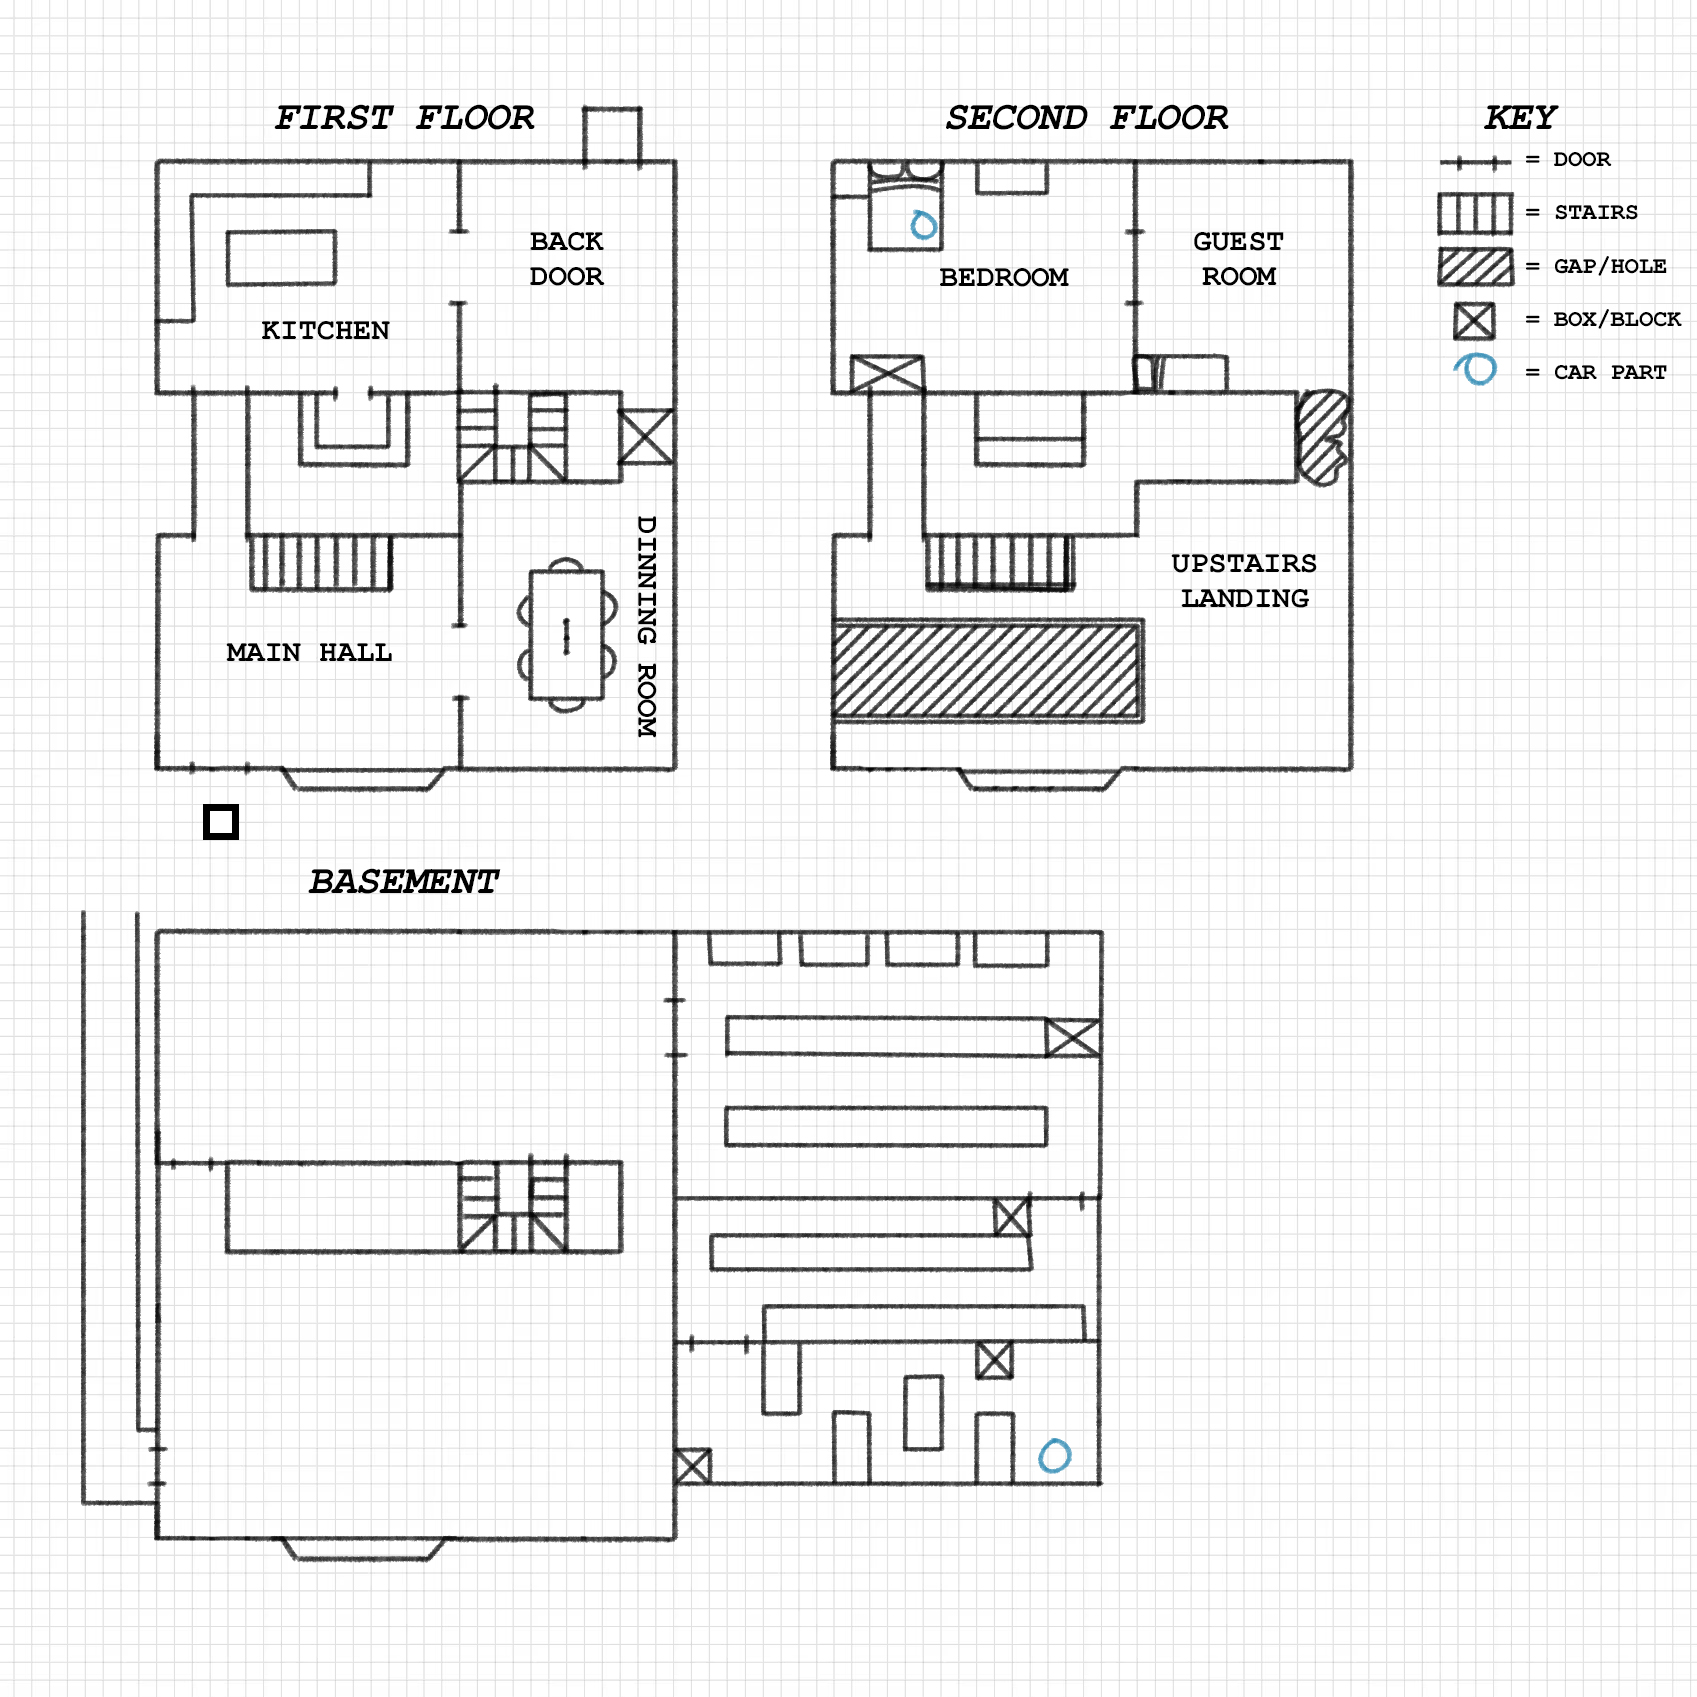 FIRST FLOOR
SECOND FLOOR
KEY
= DOOR
= STAIRS
= GAP/HOLE
= BOX/BLOCK
= CAR PART
BACK
DOOR
KITCHEN
MAIN HALL
DINNING ROOM
BEDROOM
GUEST
ROOM
UPSTAIRS
LANDING
BASEMENT